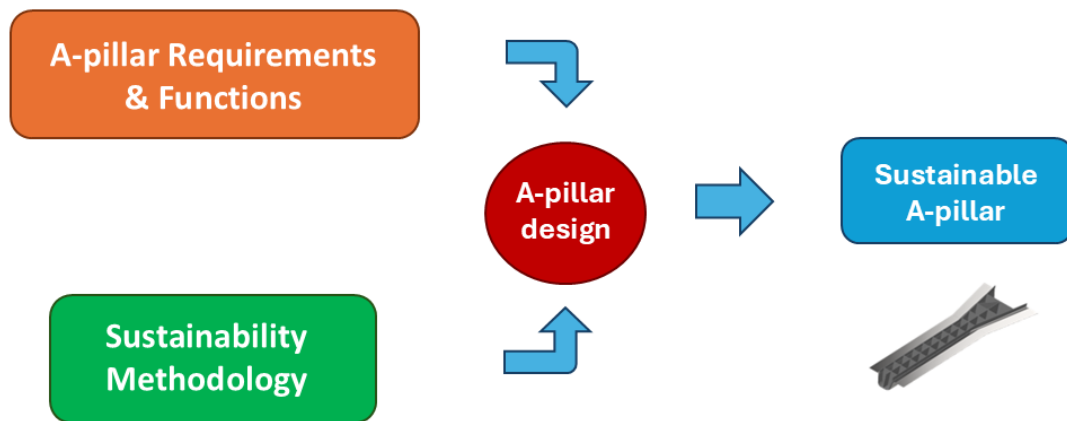 A-pillar Requirements
& Functions
A-pillar
design
Sustainable
A-pillar
Sustainability
Methodology